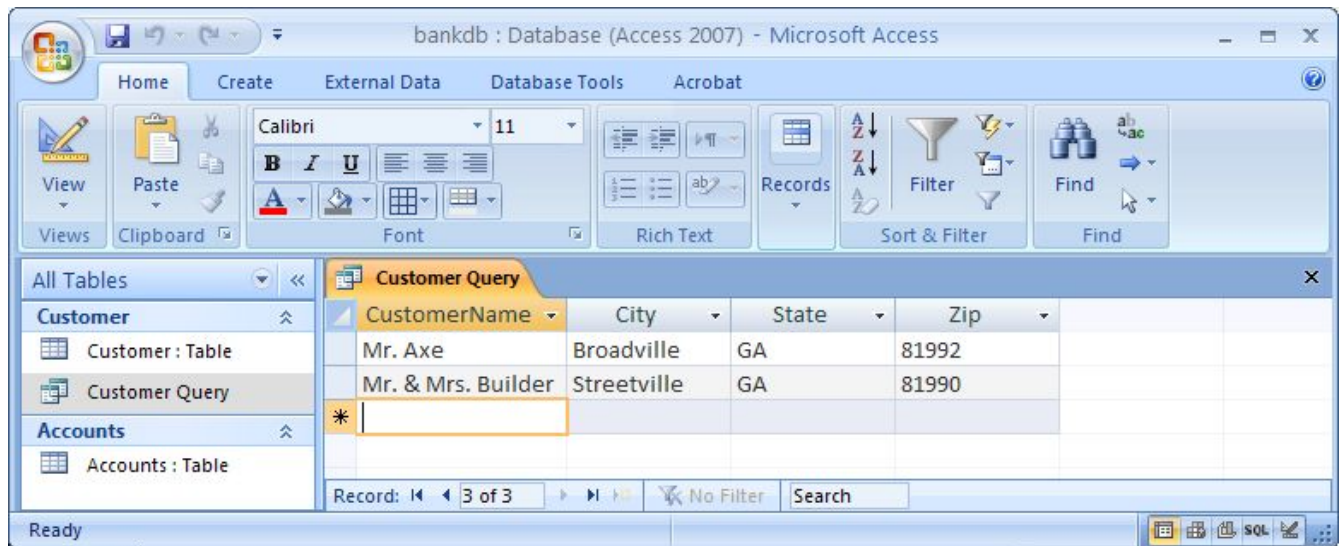 bankdb : Database (Access 2007) - Microsoft Access
Home Create External Data Database Tools Acrobat
View Paste Calibri 11 B I U A ab Records A Z Z A A Z Filter Find ab ac
Views Clipboard Font Rich Text Sort & Filter Find
All Tables Customer Query
Customer CustomerName City State Zip
Customer : Table Mr. Axe Broadville GA 81992
Customer Query Mr. & Mrs. Builder Streetville GA 81990
Accounts
Accounts : Table
Record: 3 of 3 No Filter Search
Ready SQL